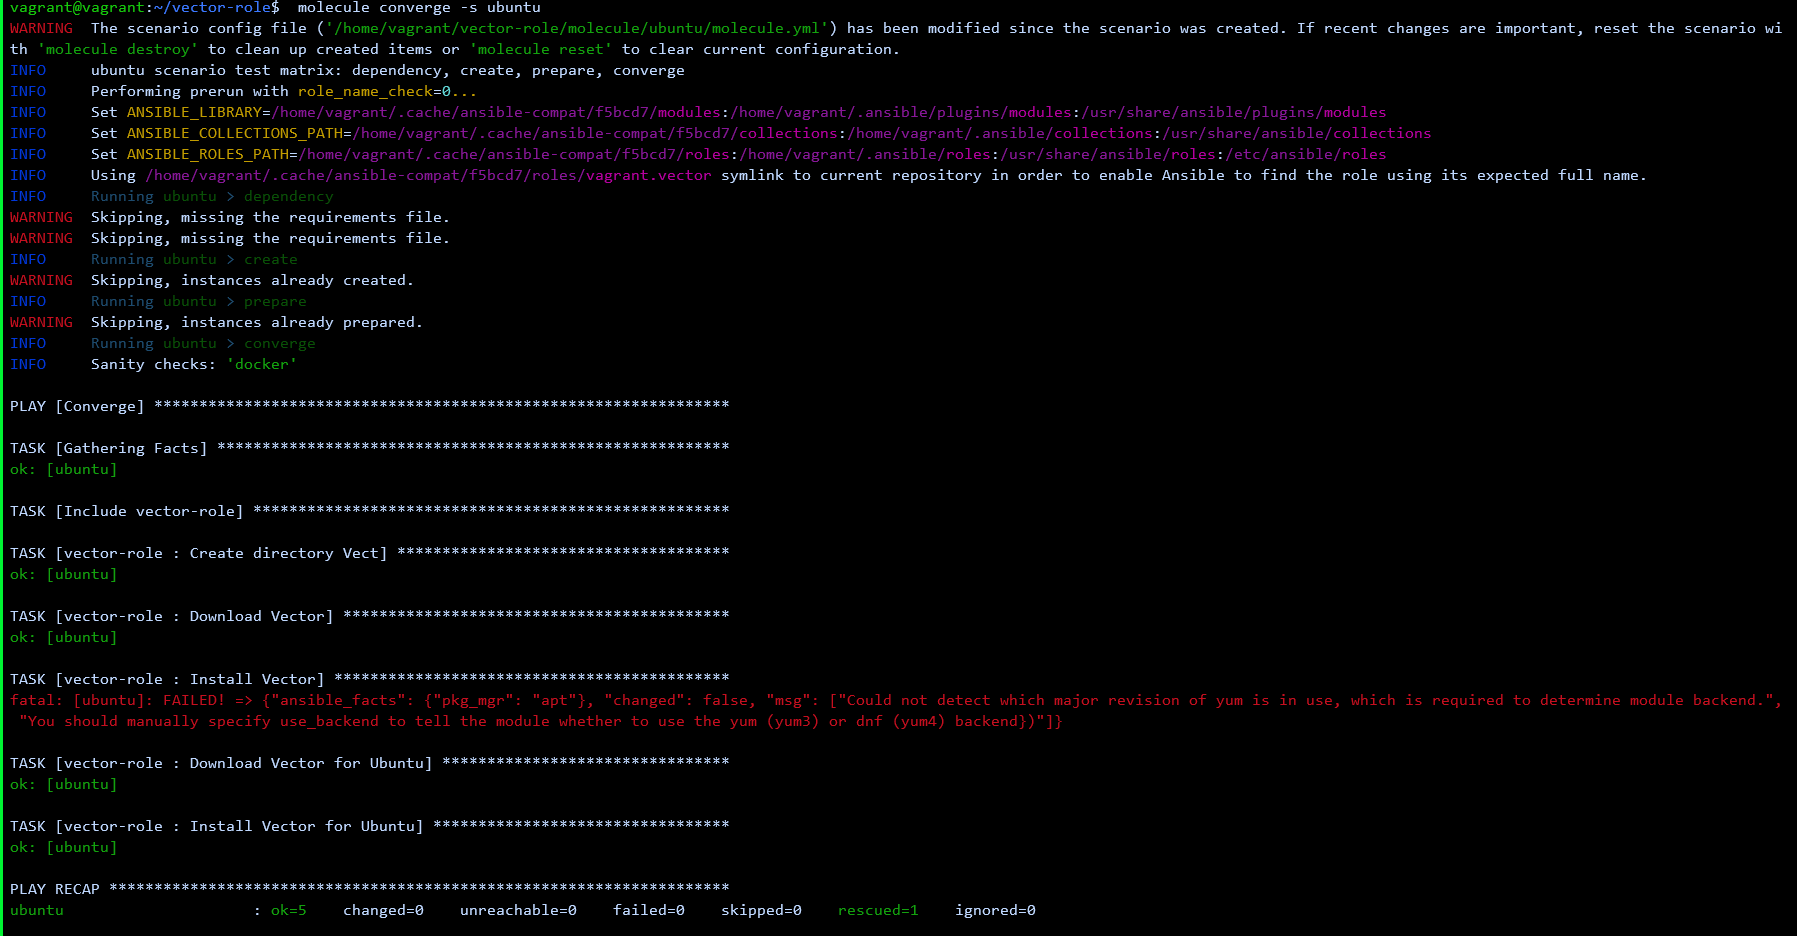 vagrant@vagrant:~/vector-role$  molecule converge -s ubuntu
WARNING  The scenario config file ('/home/vagrant/vector-role/molecule/ubuntu/molecule.yml') has been modified since the scenario was created. If recent changes are important, reset the scenario wi
th 'molecule destroy' to clean up created items or 'molecule reset' to clear current configuration.
INFO     ubuntu scenario test matrix: dependency, create, prepare, converge
INFO     Performing prerun with role_name_check=0...
INFO     Set ANSIBLE_LIBRARY=/home/vagrant/.cache/ansible-compat/f5bcd7/modules:/home/vagrant/.ansible/plugins/modules:/usr/share/ansible/plugins/modules
INFO     Set ANSIBLE_COLLECTIONS_PATH=/home/vagrant/.cache/ansible-compat/f5bcd7/collections:/home/vagrant/.ansible/collections:/usr/share/ansible/collections
INFO     Set ANSIBLE_ROLES_PATH=/home/vagrant/.cache/ansible-compat/f5bcd7/roles:/home/vagrant/.ansible/roles:/usr/share/ansible/roles:/etc/ansible/roles
INFO     Using /home/vagrant/.cache/ansible-compat/f5bcd7/roles/vagrant.vector symlink to current repository in order to enable Ansible to find the role using its expected full name.
INFO     Running ubuntu > dependency
WARNING  Skipping, missing the requirements file.
WARNING  Skipping, missing the requirements file.
INFO     Running ubuntu > create
WARNING  Skipping, instances already created.
INFO     Running ubuntu > prepare
WARNING  Skipping, instances already prepared.
INFO     Running ubuntu > converge
INFO     Sanity checks: 'docker'
PLAY [Converge] ****************************************************************
TASK [Gathering Facts] *********************************************************
ok: [ubuntu]
TASK [Include vector-role] *****************************************************
TASK [vector-role : Create directory Vect] *************************************
ok: [ubuntu]
TASK [vector-role : Download Vector] *******************************************
ok: [ubuntu]
TASK [vector-role : Install Vector] ********************************************
fatal: [ubuntu]: FAILED! => {"ansible_facts": {"pkg_mgr": "apt"}, "changed": false, "msg": ["Could not detect which major revision of yum is in use, which is required to determine module backend.",
 "You should manually specify use_backend to tell the module whether to use the yum (yum3) or dnf (yum4) backend})"]}
TASK [vector-role : Download Vector for Ubuntu] ********************************
ok: [ubuntu]
TASK [vector-role : Install Vector for Ubuntu] *********************************
ok: [ubuntu]
PLAY RECAP *********************************************************************
ubuntu                     : ok=5    changed=0    unreachable=0    failed=0    skipped=0    rescued=1    ignored=0